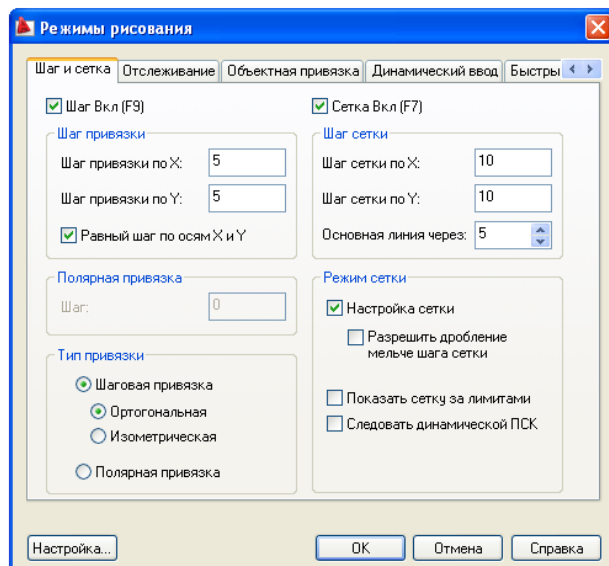 Режимы рисования
Шаг и сетка Отслеживание Объектная привязка Динамический ввод Быстры
Шаг Вкл (F9)
Шаг привязки
Шаг привязки по X: 5
Шаг привязки по Y: 5
Равный шаг по осям X и Y
Полярная привязка
Шаг: 0
Тип привязки
Шаговая привязка
Ортогональная
Изометрическая
Полярная привязка
Сетка Вкл (F7)
Шаг сетки
Шаг сетки по X: 10
Шаг сетки по Y: 10
Основная линия через: 5
Режим сетки
Настройка сетки
Разрешить дробление
мельче шага сетки
Показать сетку за лимитами
Следовать динамической ПСК
Настройка... OK Отмена Справка